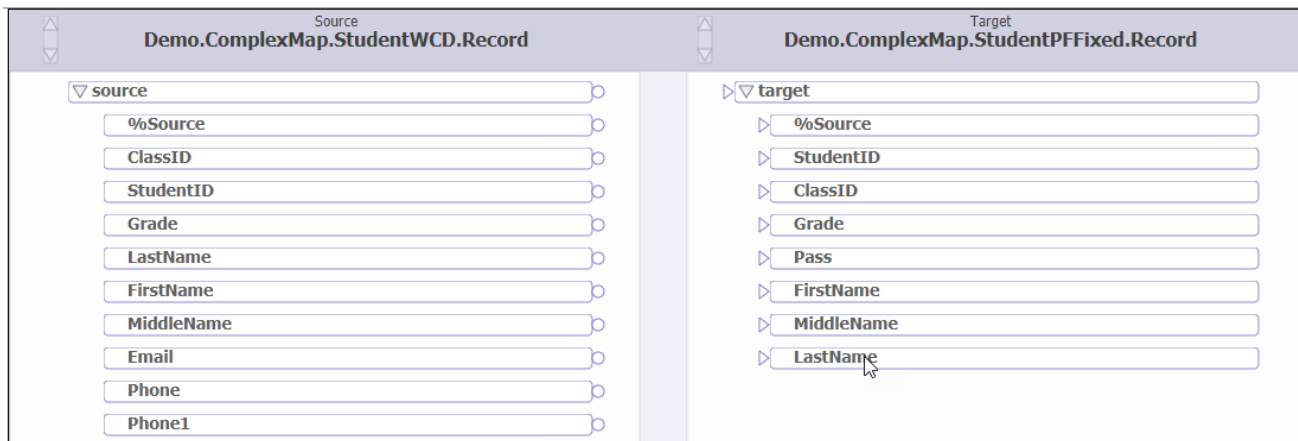 Source
Demo.ComplexMap.StudentWCD.Record
Target
Demo.ComplexMap.StudentPFFixed.Record
source
%Source
ClassID
StudentID
Grade
LastName
FirstName
MiddleName
Email
Phone
Phone1
target
%Source
StudentID
ClassID
Grade
Pass
FirstName
MiddleName
LastName